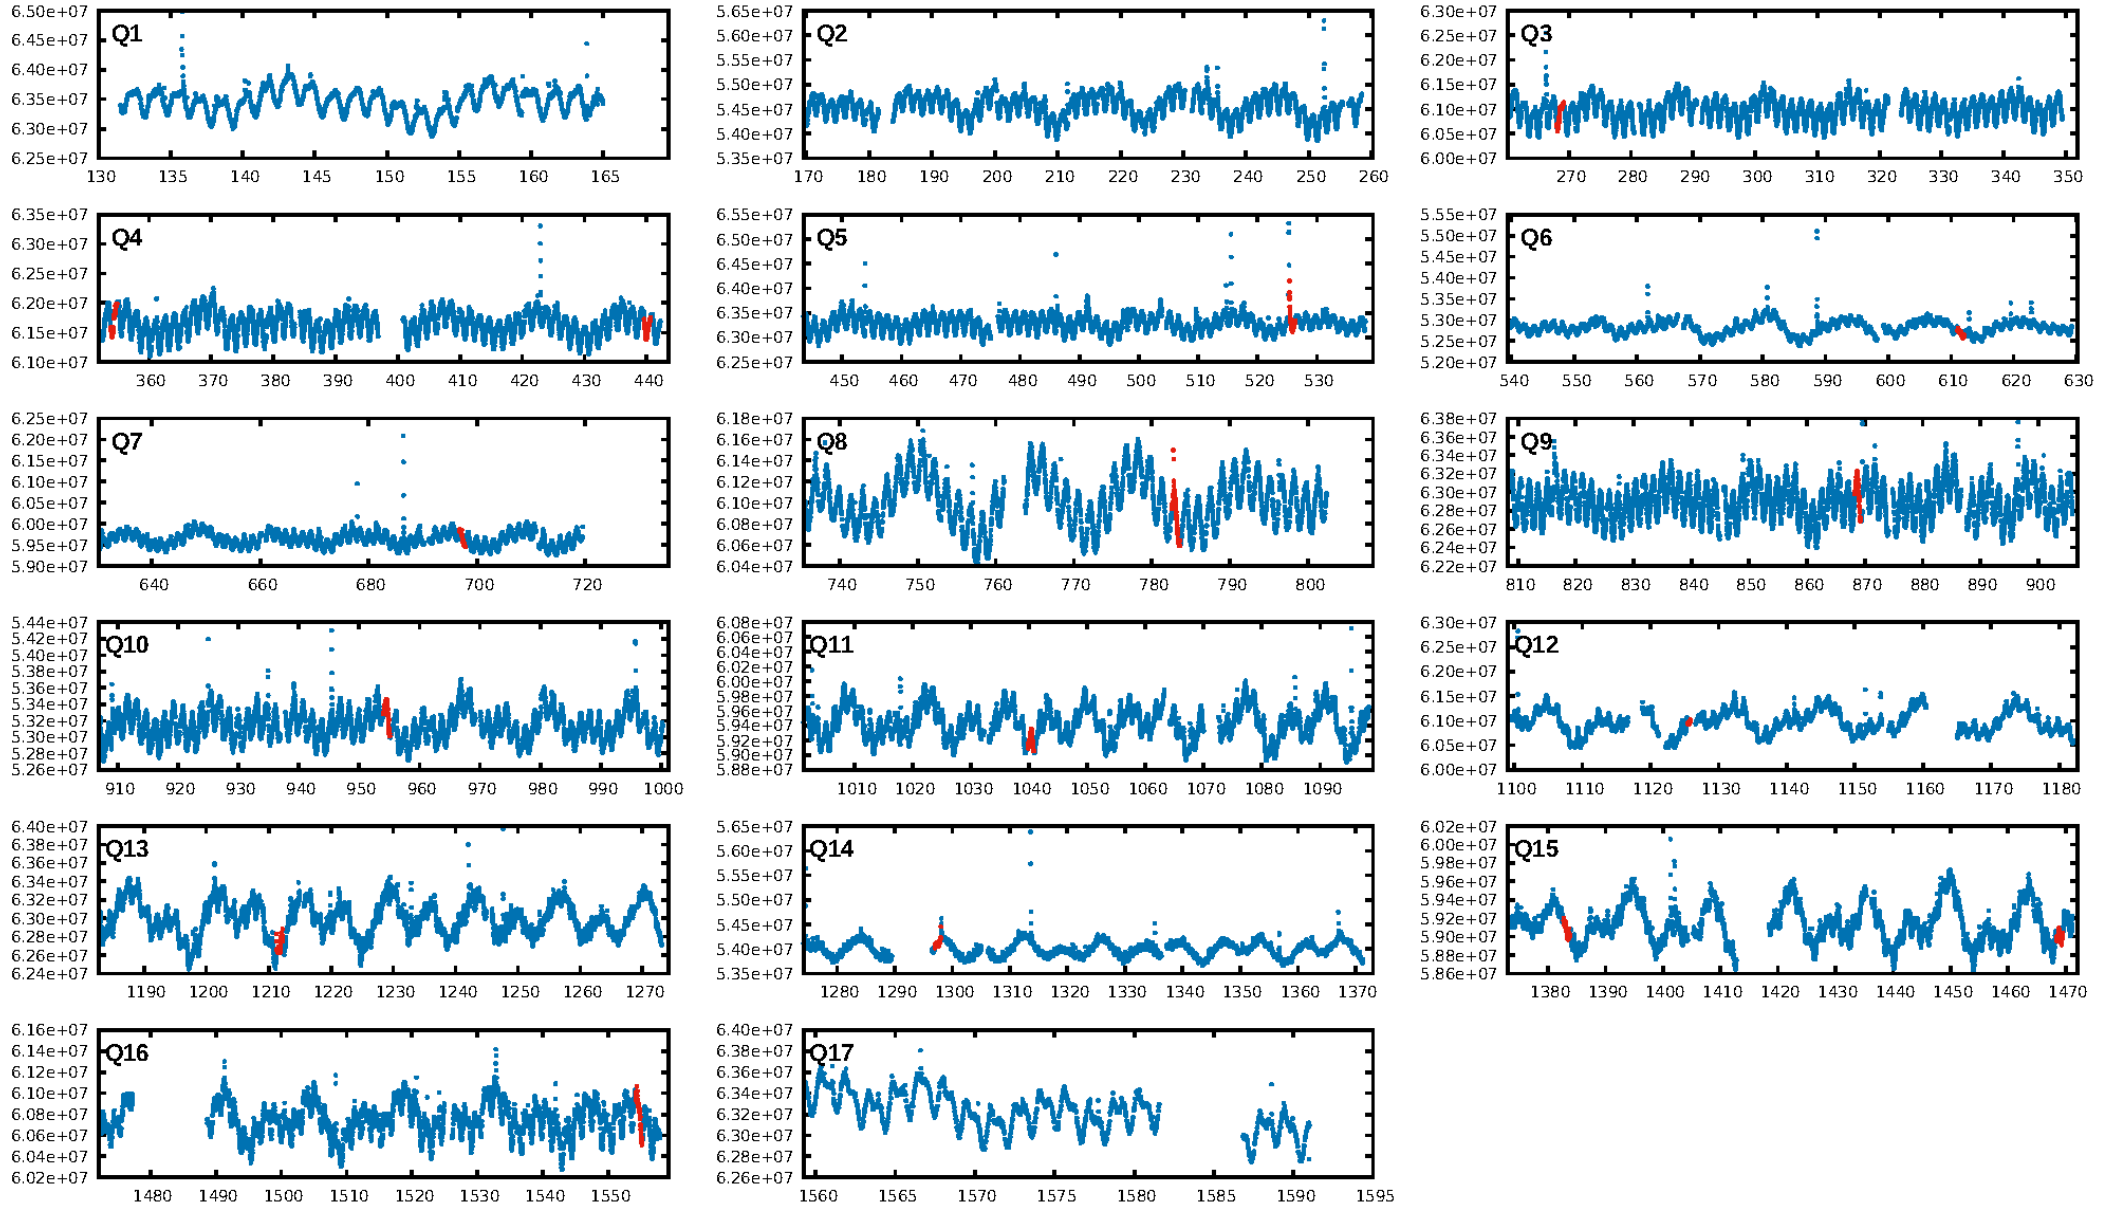 Q1
6.50e+07
6.45e+07
6.40e+07
6.35e+07
6.30e+07
6.25e+07
130 135 140 145 150 155 160 165
Q2
5.65e+07
5.60e+07
5.55e+07
5.50e+07
5.45e+07
5.40e+07
5.35e+07
170 180 190 200 210 220 230 240 250 260
Q3
6.30e+07
6.25e+07
6.20e+07
6.15e+07
6.10e+07
6.05e+07
6.00e+07
270 280 290 300 310 320 330 340 350
Q4
6.35e+07
6.30e+07
6.25e+07
6.20e+07
6.15e+07
6.10e+07
360 370 380 390 400 410 420 430 440
Q5
6.55e+07
6.50e+07
6.45e+07
6.40e+07
6.35e+07
6.30e+07
6.25e+07
450 460 470 480 490 500 510 520 530
Q6
5.55e+07
5.50e+07
5.45e+07
5.40e+07
5.35e+07
5.30e+07
5.25e+07
5.20e+07
540 550 560 570 580 590 600 610 620 630
Q7
6.25e+07
6.20e+07
6.15e+07
6.10e+07
6.05e+07
6.00e+07
5.95e+07
5.90e+07
640 660 680 700 720
Q8
6.18e+07
6.16e+07
6.14e+07
6.12e+07
6.10e+07
6.08e+07
6.06e+07
6.04e+07
740 750 760 770 780 790 800
Q9
6.38e+07
6.36e+07
6.34e+07
6.32e+07
6.30e+07
6.28e+07
6.26e+07
6.24e+07
6.22e+07
810 820 830 840 850 860 870 880 890 900
Q10
5.44e+07
5.42e+07
5.40e+07
5.38e+07
5.36e+07
5.34e+07
5.32e+07
5.30e+07
5.28e+07
5.26e+07
910 920 930 940 950 960 970 980 990 1000
Q11
6.08e+07
6.06e+07
6.04e+07
6.02e+07
6.00e+07
5.98e+07
5.96e+07
5.94e+07
5.92e+07
5.90e+07
5.88e+07
1010 1020 1030 1040 1050 1060 1070 1080 1090
Q12
6.30e+07
6.25e+07
6.20e+07
6.15e+07
6.10e+07
6.05e+07
6.00e+07
1100 1110 1120 1130 1140 1150 1160 1170 1180
Q13
6.40e+07
6.38e+07
6.36e+07
6.34e+07
6.32e+07
6.30e+07
6.28e+07
6.26e+07
6.24e+07
1190 1200 1210 1220 1230 1240 1250 1260 1270
Q14
5.65e+07
5.60e+07
5.55e+07
5.50e+07
5.45e+07
5.40e+07
5.35e+07
1280 1290 1300 1310 1320 1330 1340 1350 1360 1370
Q15
6.02e+07
6.00e+07
5.98e+07
5.96e+07
5.94e+07
5.92e+07
5.90e+07
5.88e+07
5.86e+07
1380 1390 1400 1410 1420 1430 1440 1450 1460 1470
Q16
6.16e+07
6.14e+07
6.12e+07
6.10e+07
6.08e+07
6.06e+07
6.04e+07
6.02e+07
1480 1490 1500 1510 1520 1530 1540 1550
Q17
6.40e+07
6.38e+07
6.36e+07
6.34e+07
6.32e+07
6.30e+07
6.28e+07
6.26e+07
1560 1565 1570 1575 1580 1585 1590 1595